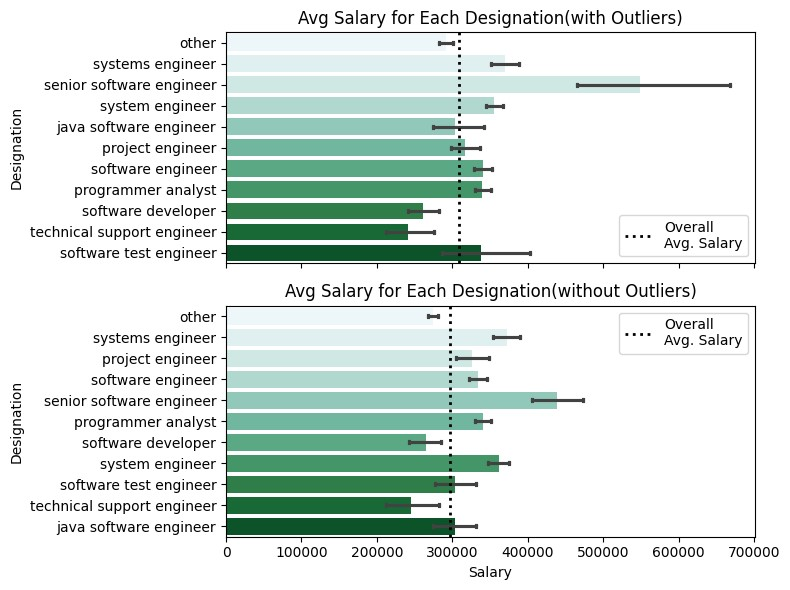 Avg Salary for Each Designation(with Outliers)
Designation
other
systems engineer
senior software engineer
system engineer
java software engineer
project engineer
software engineer
programmer analyst
software developer
technical support engineer
software test engineer
Overall
Avg. Salary
Avg Salary for Each Designation(without Outliers)
Designation
other
systems engineer
project engineer
software engineer
senior software engineer
programmer analyst
software developer
system engineer
software test engineer
technical support engineer
java software engineer
Overall
Avg. Salary
0 100000 200000 300000 400000 500000 600000 700000
Salary